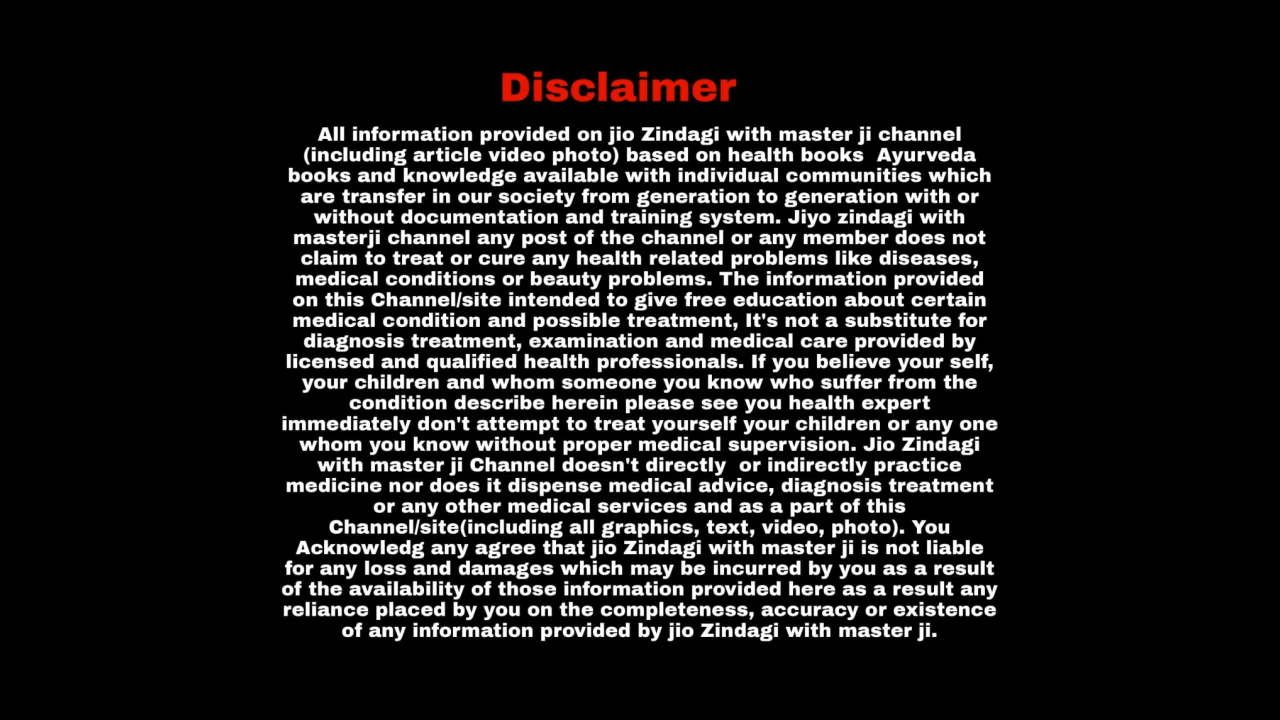 Disclaimer
All information provided on jio Zindagi with master ji channel
(including article video photo) based on health books  Ayurveda
books and knowledge available with individual communities which
are transfer in our society from generation to generation with or
without documentation and training system. Jiyo zindagi with
masterji channel any post of the channel or any member does not
claim to treat or cure any health related problems like diseases,
medical conditions or beauty problems. The information provided
on this Channel/site intended to give free education about certain
medical condition and possible treatment, It's not a substitute for
diagnosis treatment, examination and medical care provided by
licensed and qualified health professionals. If you believe your self,
your children and whom someone you know who suffer from the
condition describe herein please see you health expert
immediately don't attempt to treat yourself your children or any one
whom you know without proper medical supervision. Jio Zindagi
with master ji Channel doesn't directly  or indirectly practice
medicine nor does it dispense medical advice, diagnosis treatment
or any other medical services and as a part of this
Channel/site(including all graphics, text, video, photo). You
Acknowledg any agree that jio Zindagi with master ji is not liable
for any loss and damages which may be incurred by you as a result
of the availability of those information provided here as a result any
reliance placed by you on the completeness, accuracy or existence
of any information provided by jio Zindagi with master ji.